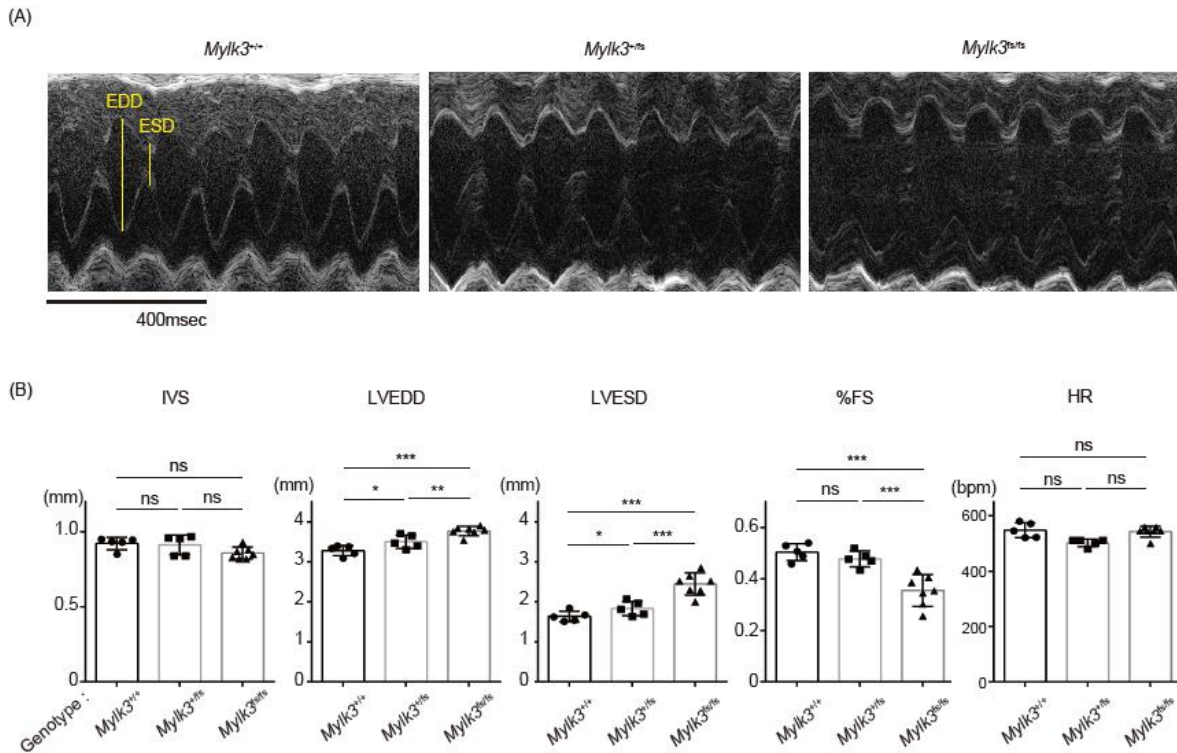 (A)
Mylk3+/+
Mylk3+/fs
Mylk3fs/fs
EDD
ESD
400msec
(B)
IVS
LVEDD
LVESD
%FS
HR
(mm)
ns
ns
ns
1.0
0.5
0
(mm)
***
*
**
4
3
2
1
0
(mm)
***
*
***
4
3
2
1
0
***
ns
***
0.6
0.4
0.2
0
(bpm)
ns
ns
ns
600
400
200
0
Genotype :
Mylk3+/+
Mylk3+/fs
Mylk3fs/fs
Mylk3+/+
Mylk3+/fs
Mylk3fs/fs
Mylk3+/+
Mylk3+/fs
Mylk3fs/fs
Mylk3+/+
Mylk3+/fs
Mylk3fs/fs
Mylk3+/+
Mylk3+/fs
Mylk3fs/fs